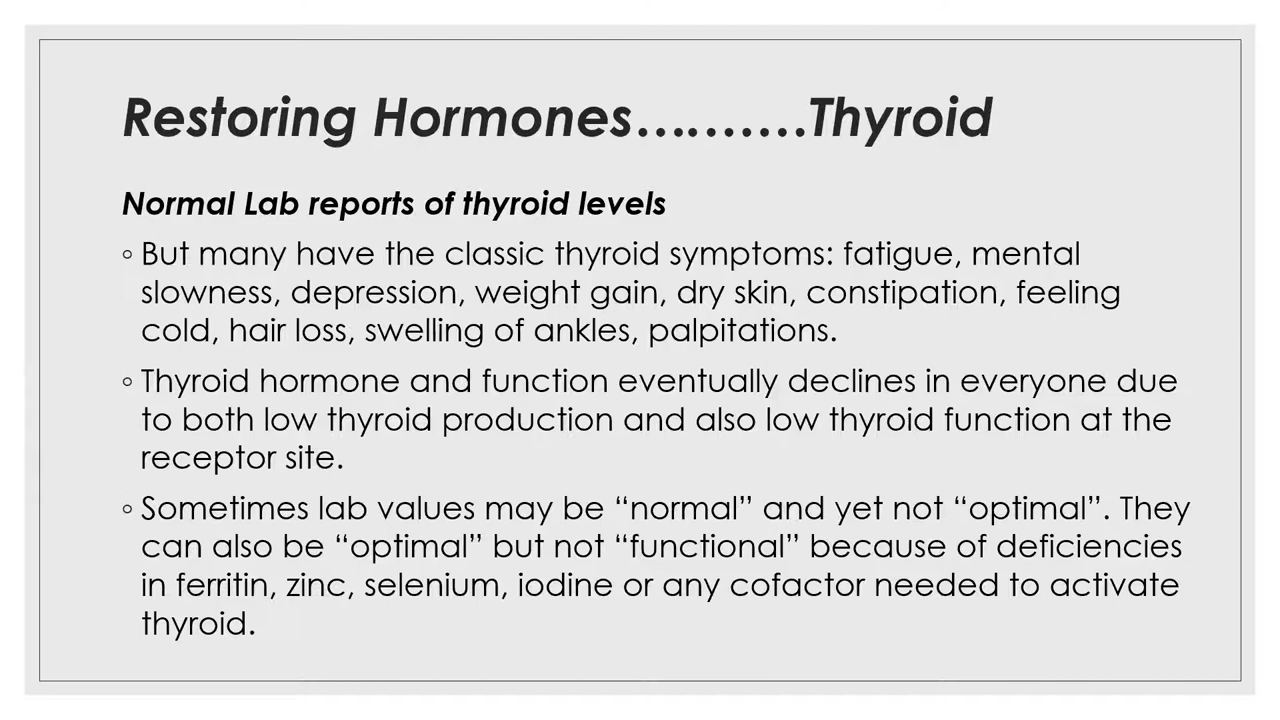 Restoring Hormones..........Thyroid
Normal Lab reports of thyroid levels
◦ But many have the classic thyroid symptoms: fatigue, mental
slowness, depression, weight gain, dry skin, constipation, feeling
cold, hair loss, swelling of ankles, palpitations.
◦ Thyroid hormone and function eventually declines in everyone due
to both low thyroid production and also low thyroid function at the
receptor site.
◦ Sometimes lab values may be “normal” and yet not “optimal”. They
can also be “optimal” but not “functional” because of deficiencies
in ferritin, zinc, selenium, iodine or any cofactor needed to activate
thyroid.